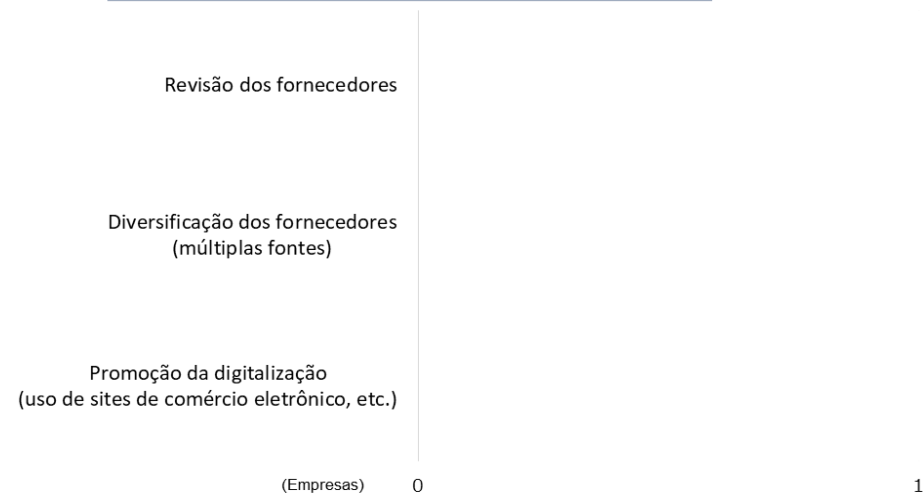 Revisão dos fornecedores
Diversificação dos fornecedores
(múltiplas fontes)
Promoção da digitalização
(uso de sites de comércio eletrônico, etc.)
(Empresas) 0 1